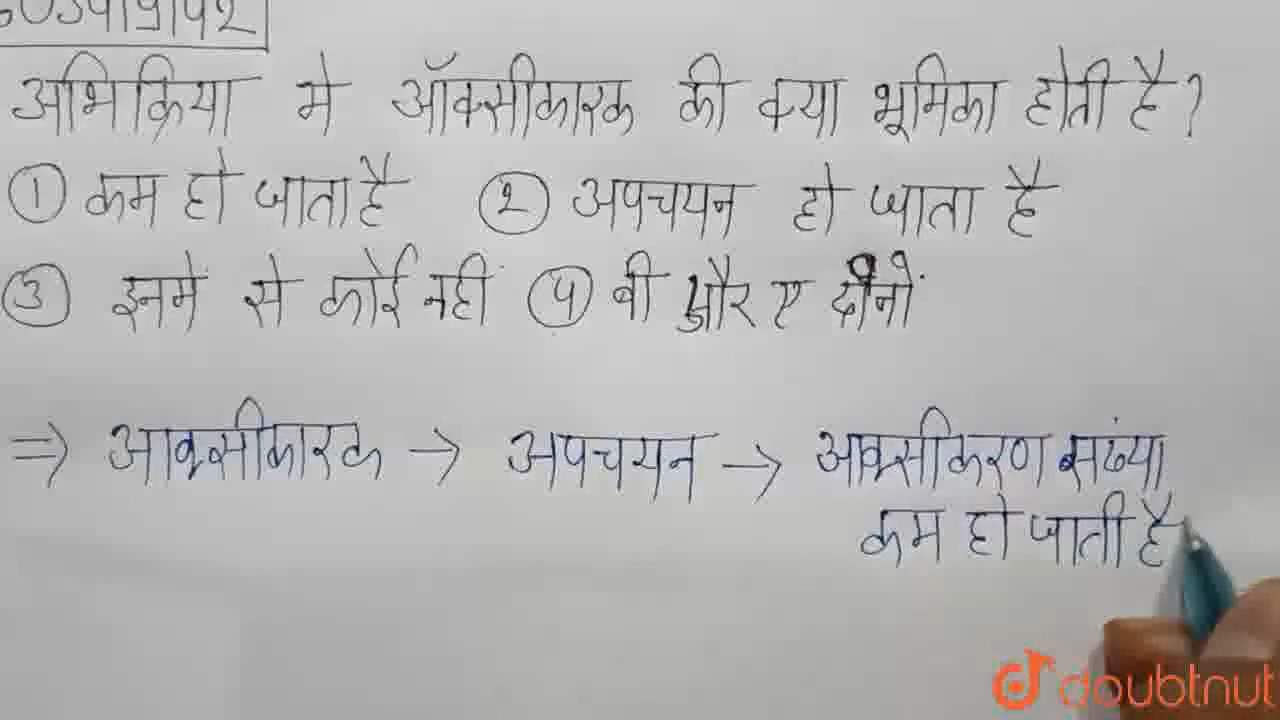 अभिक्रिया मे ऑक्सीकारक की क्या भूमिका होती है?
① कम हो जाता है ② अपचयन हो जाता है
③ इनमे से कोई नही ④ बी और ए दोनों
⇒ आक्सीकारक → अपचयन → आक्सीकरण संख्या
कम हो जाती है
doubtnut